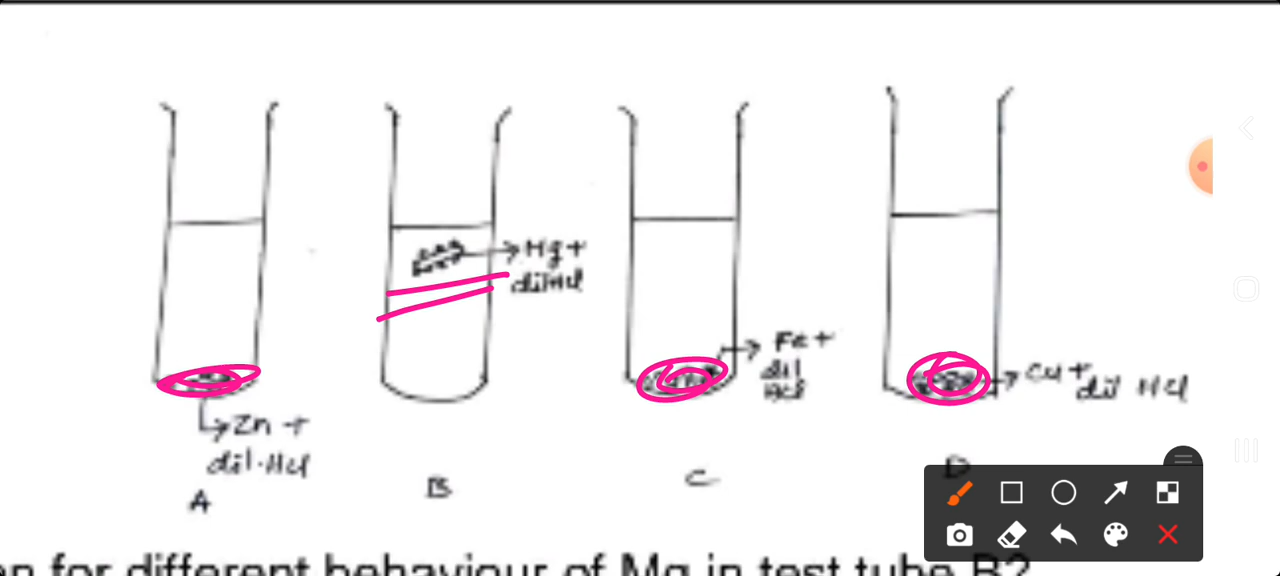 Mg+
dil HCl
Fe+
dil
HCl
Cu+
dil HCl
Zn +
dil. HCl
A
B
C
D
for different behaviour of Mg in test tube B?